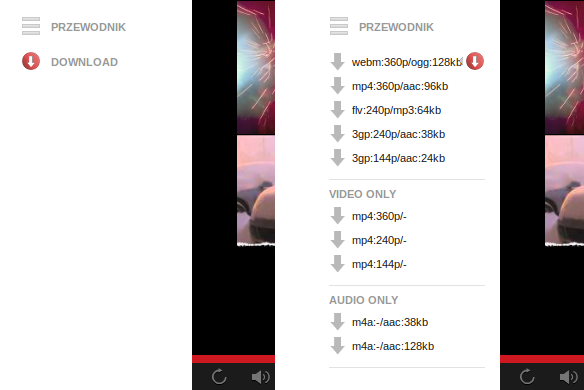 PRZEWODNIK
DOWNLOAD
PRZEWODNIK
webm:360p/ogg:128kb
mp4:360p/aac:96kb
flv:240p/mp3:64kb
3gp:240p/aac:38kb
3gp:144p/aac:24kb
VIDEO ONLY
mp4:360p/-
mp4:240p/-
mp4:144p/-
AUDIO ONLY
m4a:-/aac:38kb
m4a:-/aac:128kb